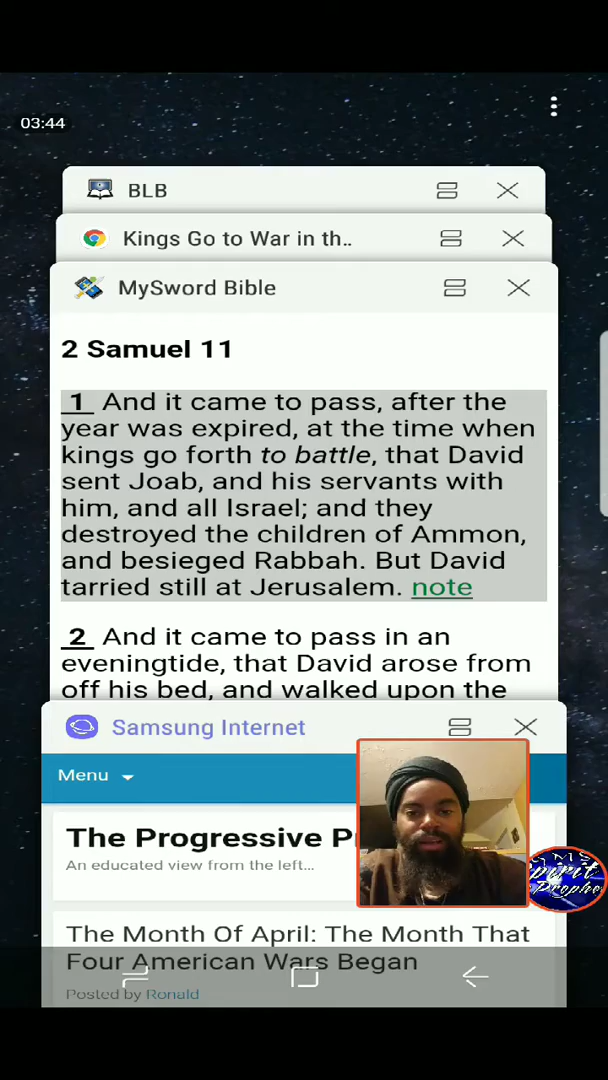 03:44
BLB
Kings Go to War in th..
MySword Bible
2 Samuel 11
1 And it came to pass, after the
year was expired, at the time when
kings go forth to battle, that David
sent Joab, and his servants with
him, and all Israel; and they
destroyed the children of Ammon,
and besieged Rabbah. But David
tarried still at Jerusalem. note
2 And it came to pass in an
eveningtide, that David arose from
off his bed, and walked upon the
Samsung Internet
Menu
The Progressive P
An educated view from the left...
GMS
Spirit
Prophe
The Month Of April: The Month That
Four American Wars Began
Posted by Ronald